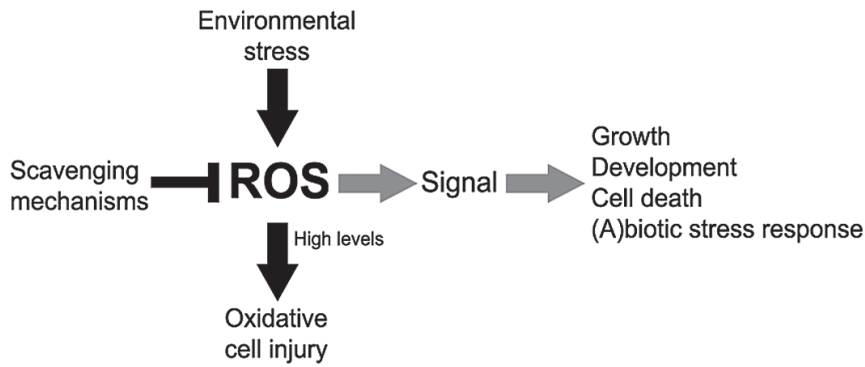 Environmental
stress
Scavenging
mechanisms
ROS
Signal
Growth
Development
Cell death
(A)biotic stress response
High levels
Oxidative
cell injury